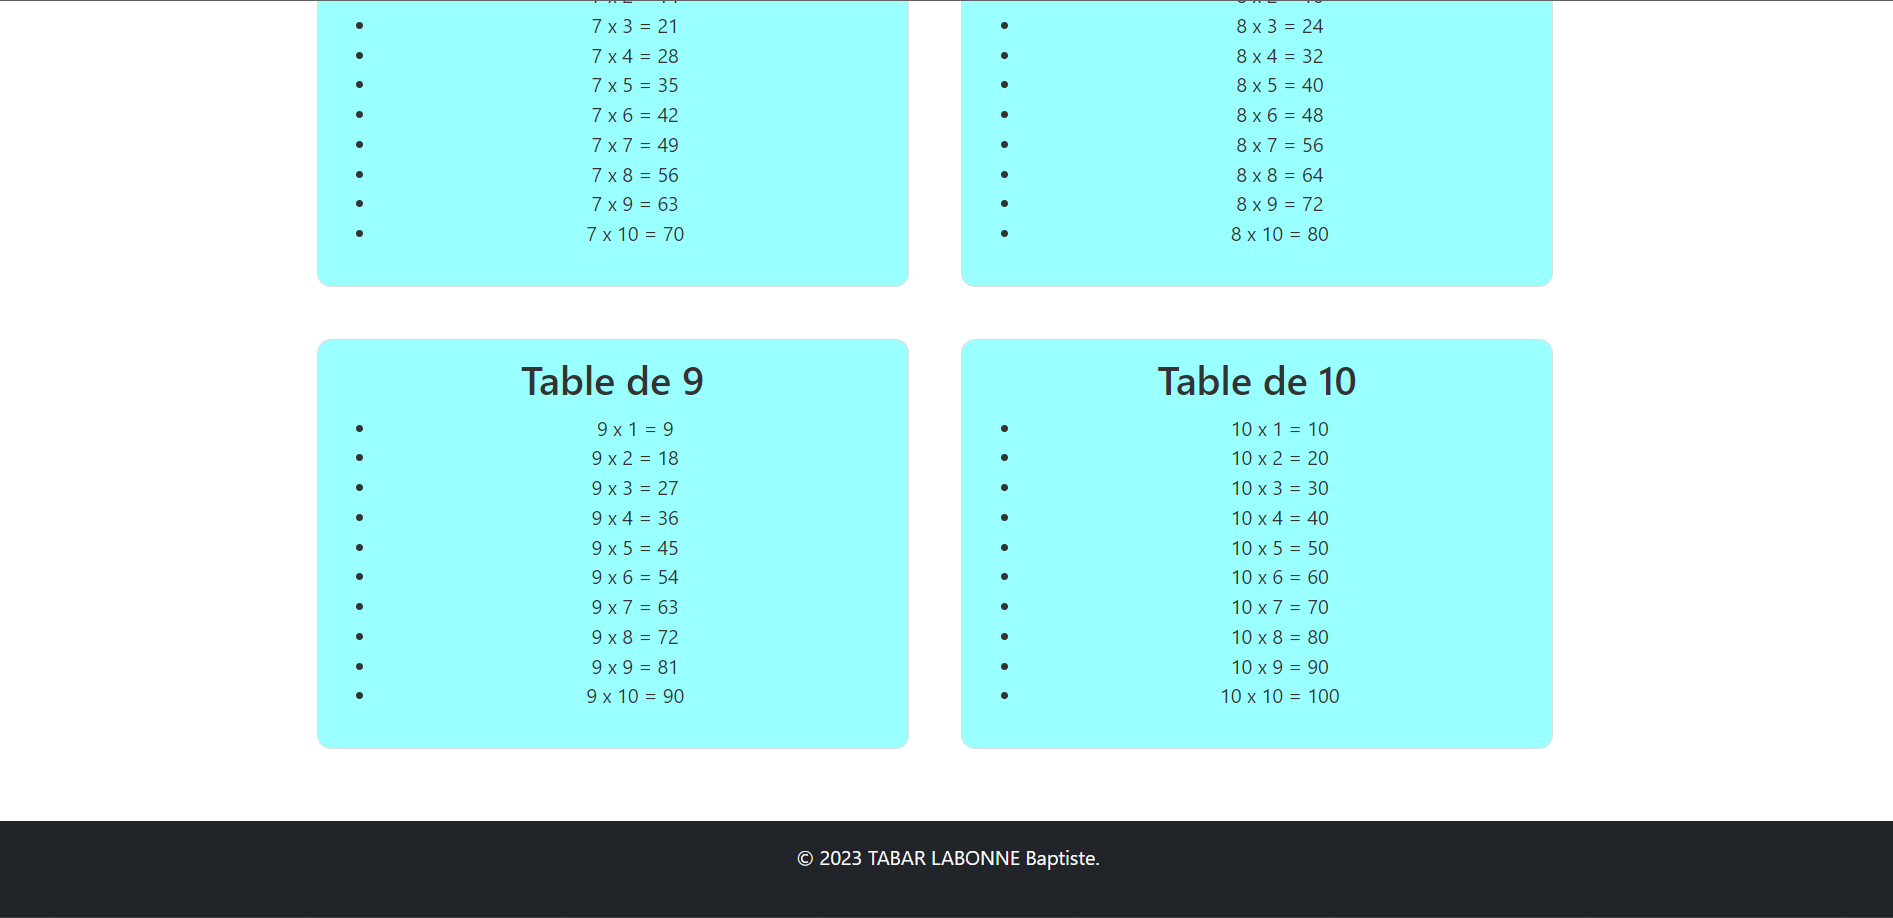 7 x 3 = 21
7 x 4 = 28
7 x 5 = 35
7 x 6 = 42
7 x 7 = 49
7 x 8 = 56
7 x 9 = 63
7 x 10 = 70
8 x 3 = 24
8 x 4 = 32
8 x 5 = 40
8 x 6 = 48
8 x 7 = 56
8 x 8 = 64
8 x 9 = 72
8 x 10 = 80
Table de 9
9 x 1 = 9
9 x 2 = 18
9 x 3 = 27
9 x 4 = 36
9 x 5 = 45
9 x 6 = 54
9 x 7 = 63
9 x 8 = 72
9 x 9 = 81
9 x 10 = 90
Table de 10
10 x 1 = 10
10 x 2 = 20
10 x 3 = 30
10 x 4 = 40
10 x 5 = 50
10 x 6 = 60
10 x 7 = 70
10 x 8 = 80
10 x 9 = 90
10 x 10 = 100
© 2023 TABAR LABONNE Baptiste.